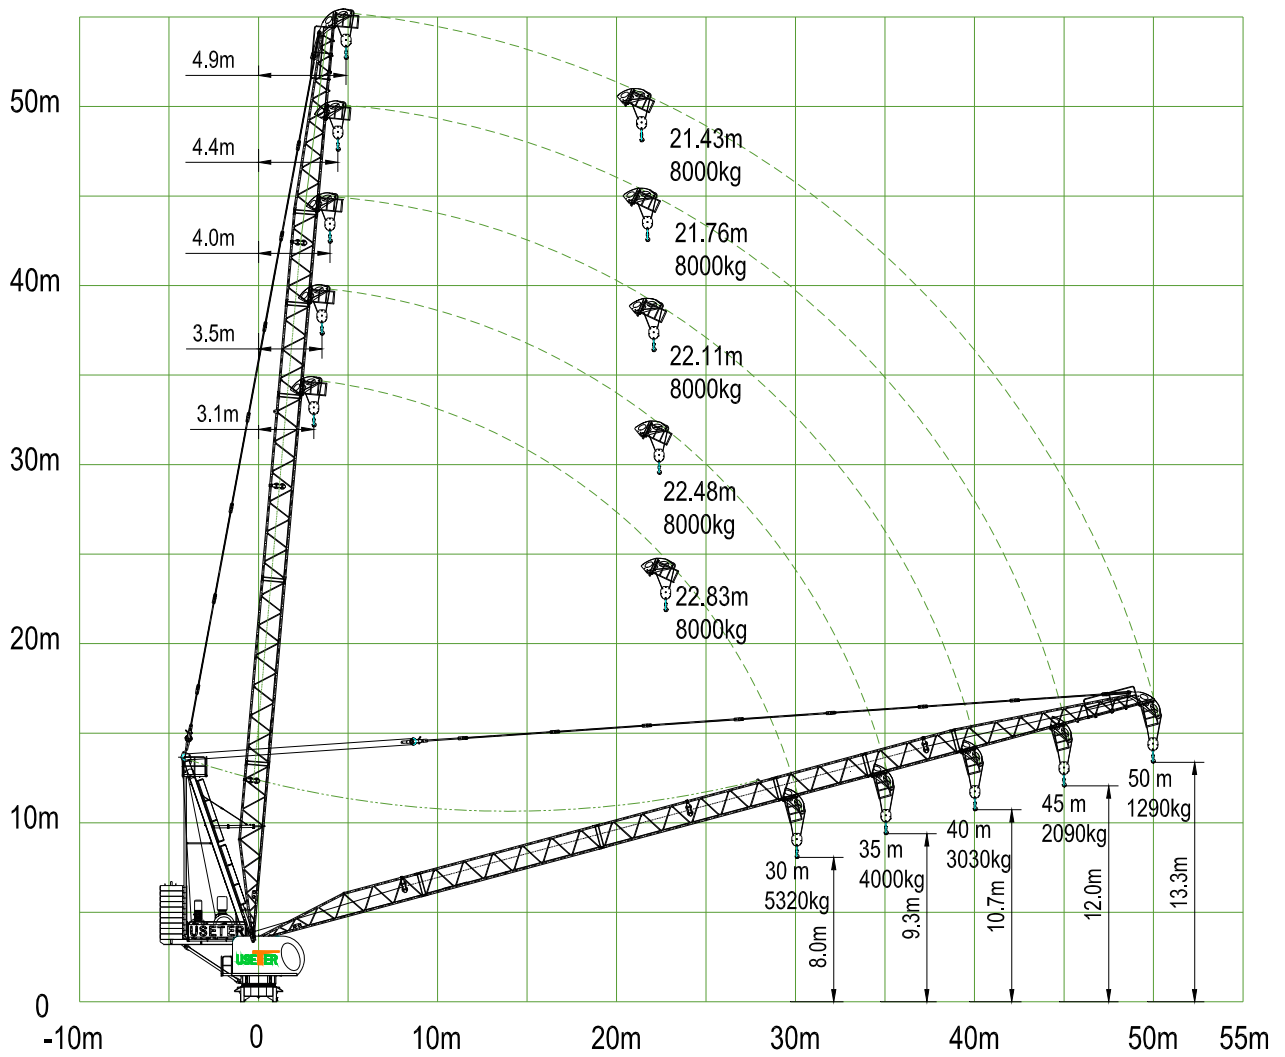 4.9m
50m
21.43m
8000kg
4.4m
21.76m
8000kg
4.0m
40m
3.5m
22.11m
8000kg
3.1m
30m
22.48m
8000kg
22.83m
8000kg
20m
50 m
1290kg
45 m
2090kg
40 m
3030kg
35 m
4000kg
30 m
5320kg
10m
8.0m
9.3m
10.7m
12.0m
13.3m
USETER
USETER
0
-10m
0
10m
20m
30m
40m
50m
55m